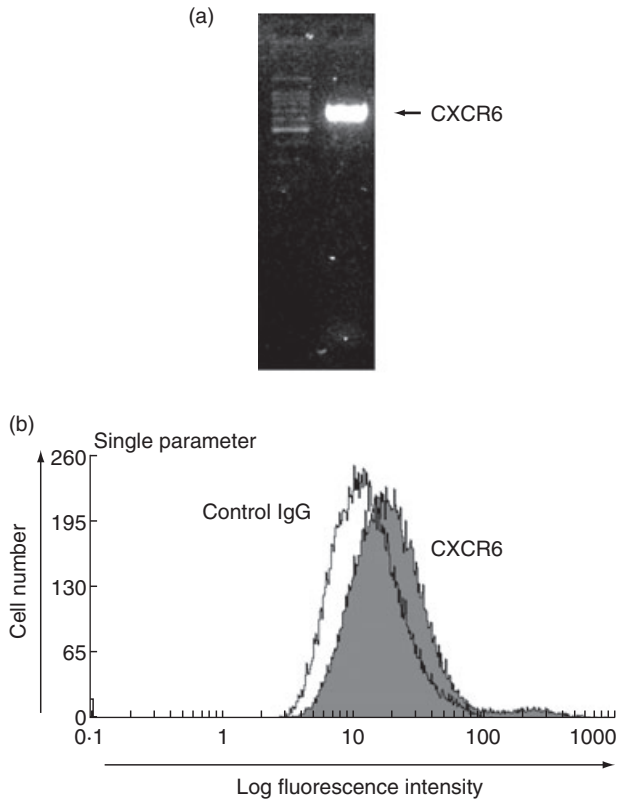 (a)
CXCR6
(b)
Single parameter
260
195
130
65
0
Cell number
Control IgG
CXCR6
0·1
1
10
100
1000
Log fluorescence intensity